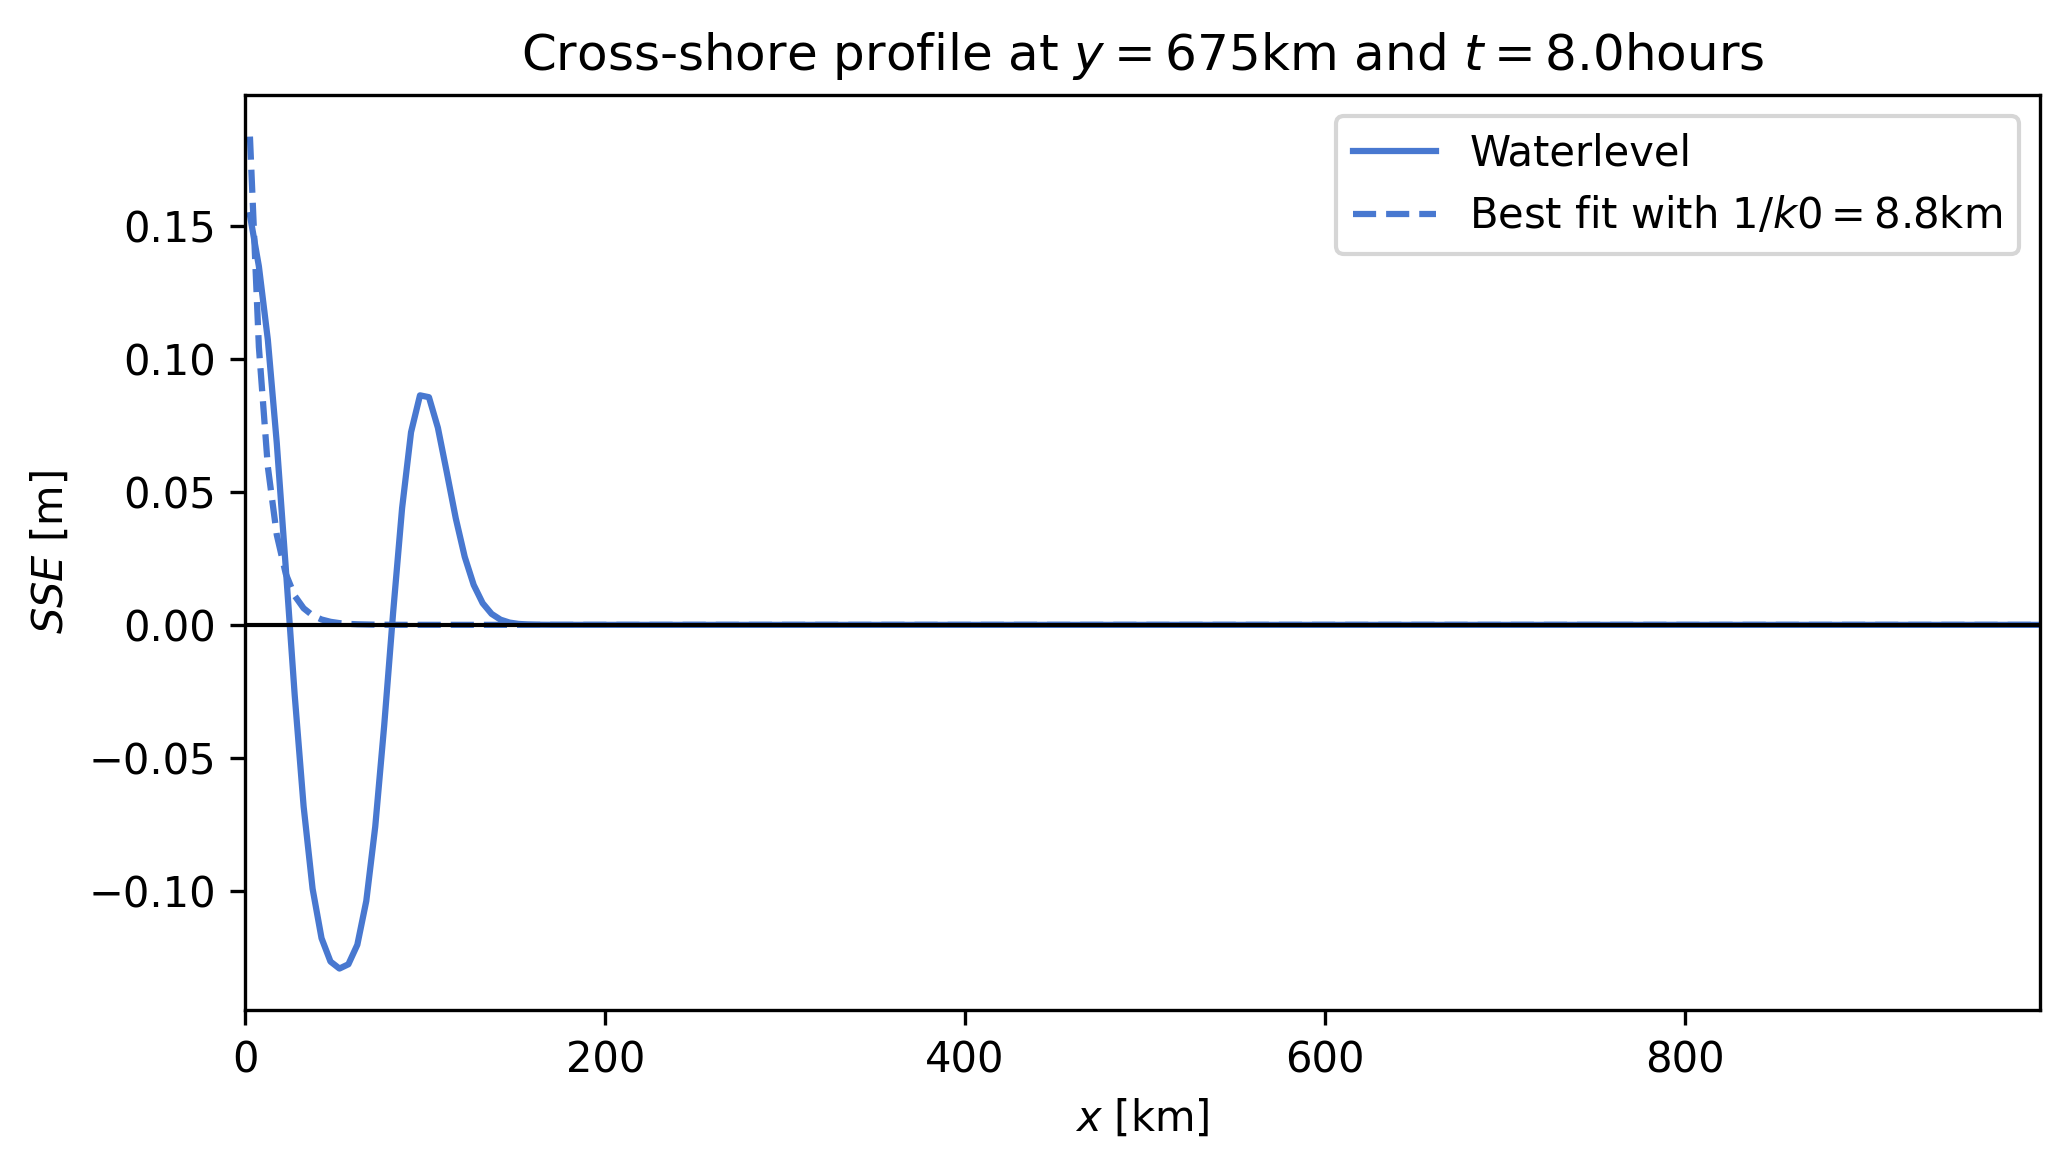 Cross-shore profile at y = 675km and t = 8.0hours
Waterlevel
Best fit with 1/k0 = 8.8km
0.15
0.10
0.05
0.00
−0.05
−0.10
SSE [m]
0 200 400 600 800
x [km]